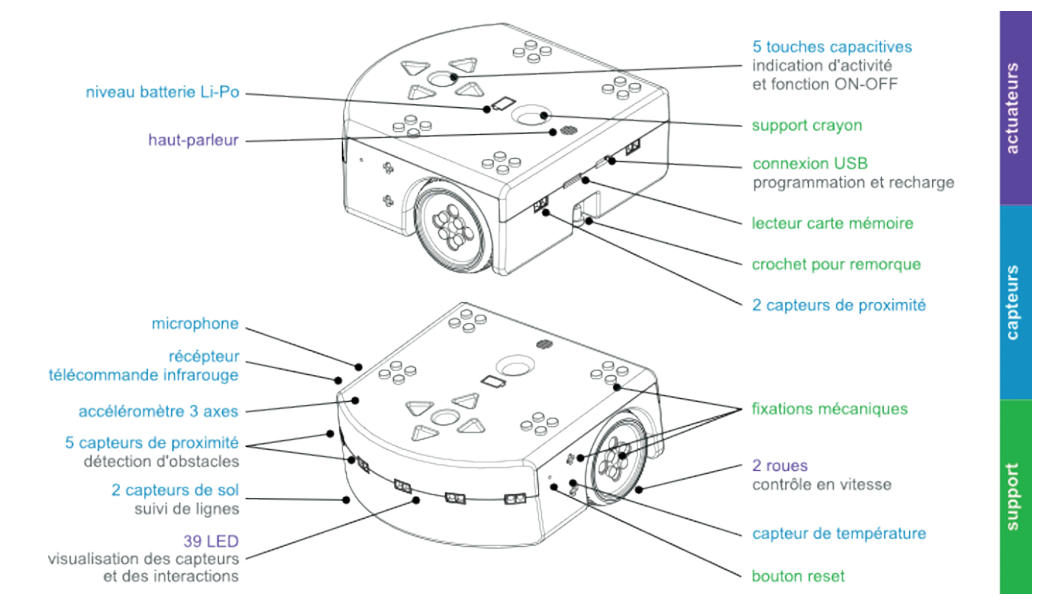 niveau batterie Li-Po
haut-parleur
5 touches capacitives
indication d'activité
et fonction ON-OFF
support crayon
connexion USB
programmation et recharge
lecteur carte mémoire
crochet pour remorque
2 capteurs de proximité
microphone
récépteur
télécommande infrarouge
accéléromètre 3 axes
5 capteurs de proximité
détection d'obstacles
2 capteurs de sol
suivi de lignes
39 LED
visualisation des capteurs
et des interactions
fixations mécaniques
2 roues
contrôle en vitesse
capteur de température
bouton reset
actuateurs
capteurs
support